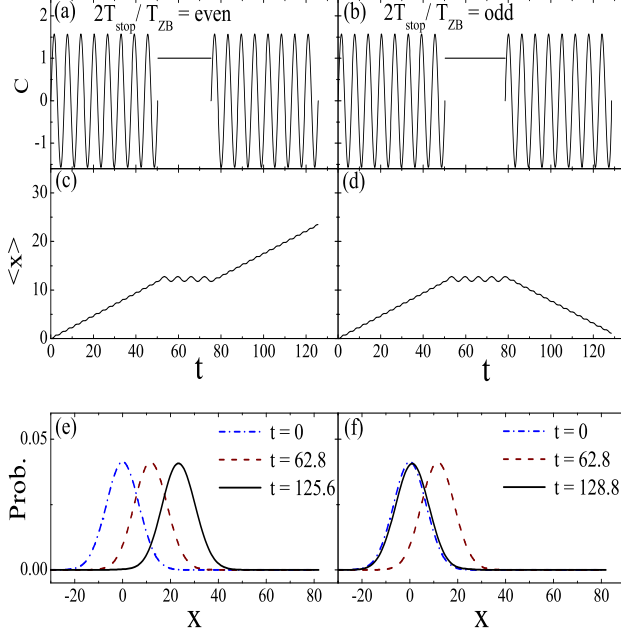 (a) 2T_stop / T_ZB = even
(b) 2T_stop / T_ZB = odd
C
1
0
-1
(c)
(d)
<x>
30
20
10
0
0 20 40 60 80 100 120
0 20 40 60 80 100 120
t
t
(e)
t = 0
t = 62.8
t = 125.6
(f)
t = 0
t = 62.8
t = 128.8
Prob.
0.05
0.00
-20 0 20 40 60 80
-20 0 20 40 60 80
x
x